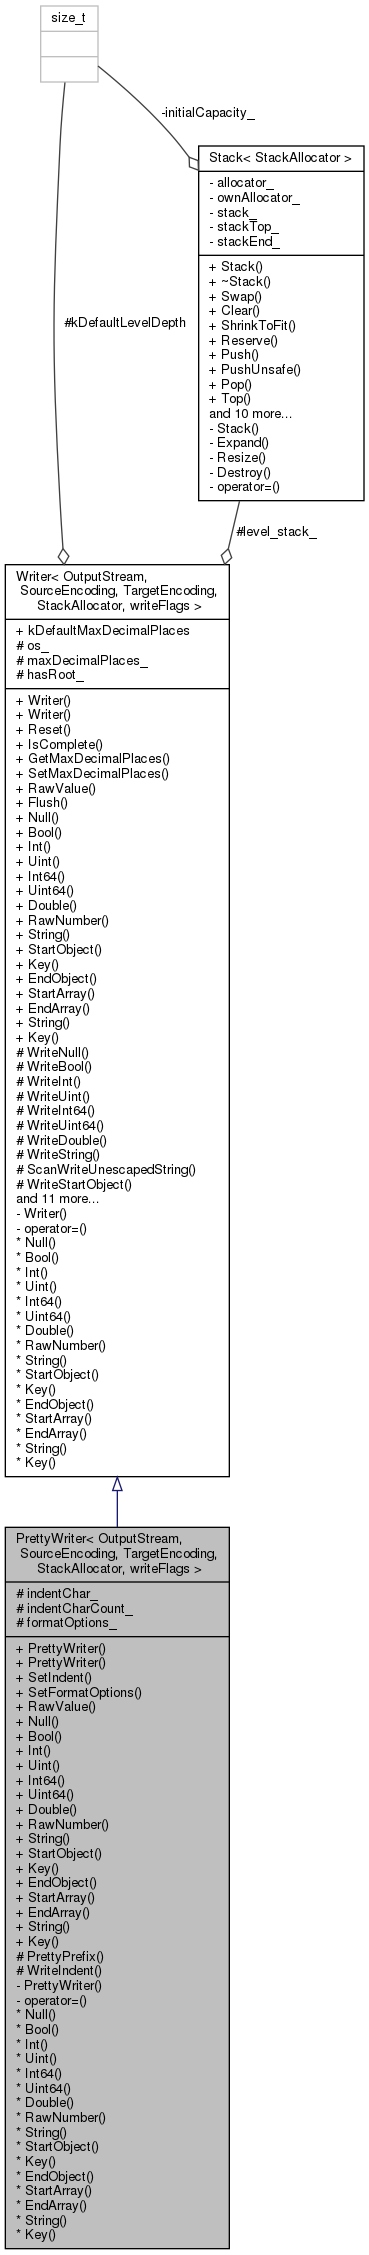 size_t
-initialCapacity_
Stack< StackAllocator >
- allocator_
- ownAllocator_
- stack_
- stackTop_
- stackEnd_
+ Stack()
+ ~Stack()
+ Swap()
+ Clear()
+ ShrinkToFit()
+ Reserve()
+ Push()
+ PushUnsafe()
+ Pop()
+ Top()
and 10 more...
- Stack()
- Expand()
- Resize()
- Destroy()
- operator=()
#kDefaultLevelDepth
#level_stack_
Writer< OutputStream,
SourceEncoding, TargetEncoding,
StackAllocator, writeFlags >
+ kDefaultMaxDecimalPlaces
# os_
# maxDecimalPlaces_
# hasRoot_
+ Writer()
+ Writer()
+ Reset()
+ IsComplete()
+ GetMaxDecimalPlaces()
+ SetMaxDecimalPlaces()
+ RawValue()
+ Flush()
+ Null()
+ Bool()
+ Int()
+ Uint()
+ Int64()
+ Uint64()
+ Double()
+ RawNumber()
+ String()
+ StartObject()
+ Key()
+ EndObject()
+ StartArray()
+ EndArray()
+ String()
+ Key()
# WriteNull()
# WriteBool()
# WriteInt()
# WriteUint()
# WriteInt64()
# WriteUint64()
# WriteDouble()
# WriteString()
# ScanWriteUnescapedString()
# WriteStartObject()
and 11 more...
- Writer()
- operator=()
* Null()
* Bool()
* Int()
* Uint()
* Int64()
* Uint64()
* Double()
* RawNumber()
* String()
* StartObject()
* Key()
* EndObject()
* StartArray()
* EndArray()
* String()
* Key()
PrettyWriter< OutputStream,
SourceEncoding, TargetEncoding,
StackAllocator, writeFlags >
# indentChar_
# indentCharCount_
# formatOptions_
+ PrettyWriter()
+ PrettyWriter()
+ SetIndent()
+ SetFormatOptions()
+ RawValue()
+ Null()
+ Bool()
+ Int()
+ Uint()
+ Int64()
+ Uint64()
+ Double()
+ RawNumber()
+ String()
+ StartObject()
+ Key()
+ EndObject()
+ StartArray()
+ EndArray()
+ String()
+ Key()
# PrettyPrefix()
# WriteIndent()
- PrettyWriter()
- operator=()
* Null()
* Bool()
* Int()
* Uint()
* Int64()
* Uint64()
* Double()
* RawNumber()
* String()
* StartObject()
* Key()
* EndObject()
* StartArray()
* EndArray()
* String()
* Key()